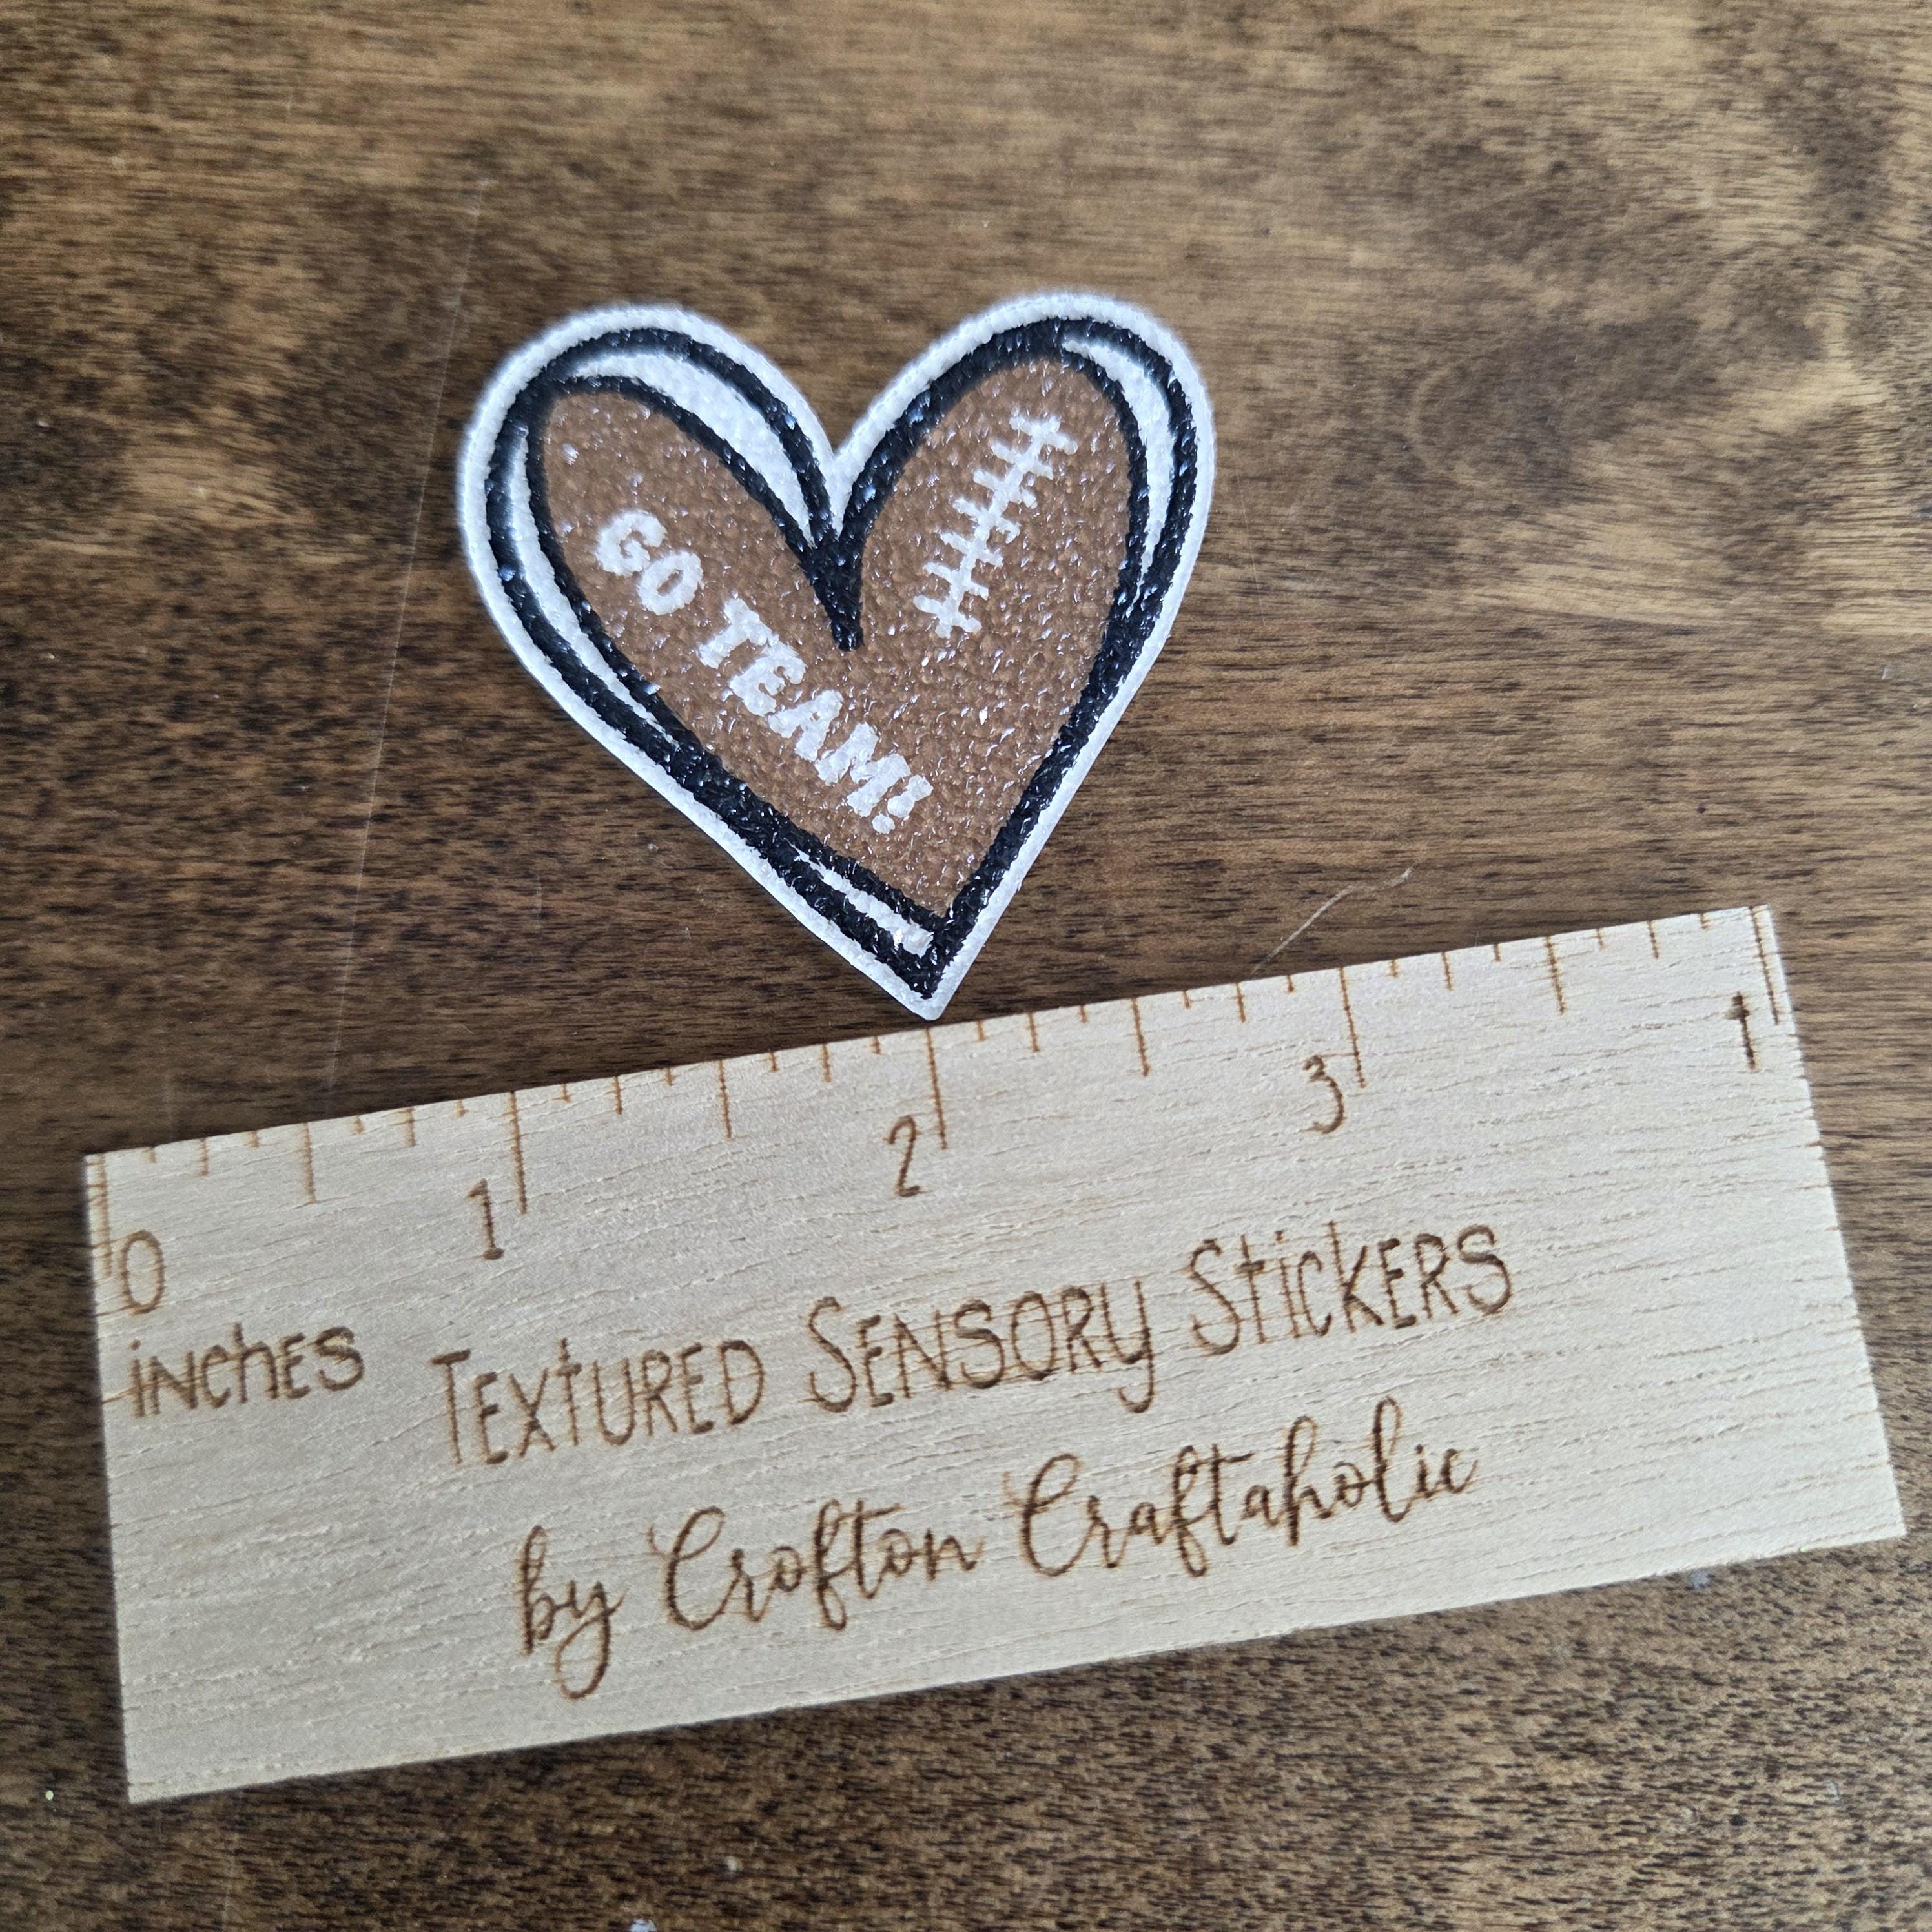 GO TEAM!
0 1 2 3 4
iNChES
TEXtURED SENSORY StiCkERS
by Crofton Craftaholic